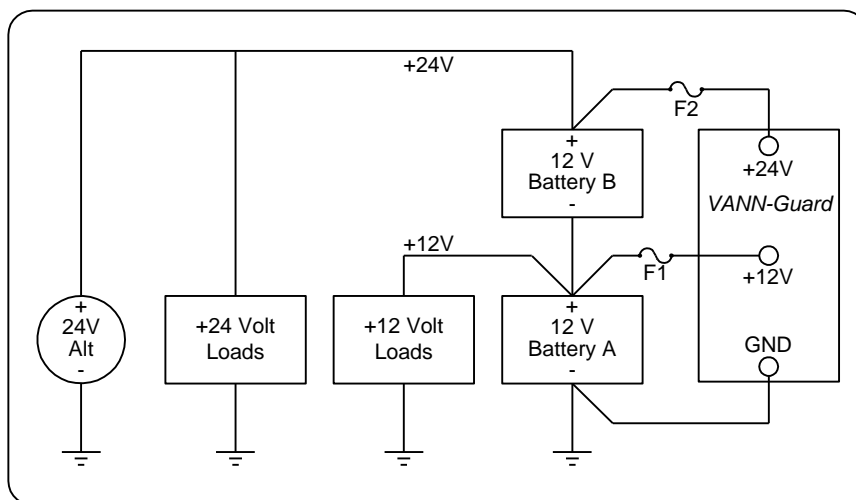 +24V
F2
+
12 V
Battery B
-
+24V
VANN-Guard
+12V
F1
+12V
+
24V
Alt
-
+24 Volt
Loads
+12 Volt
Loads
+
12 V
Battery A
-
GND